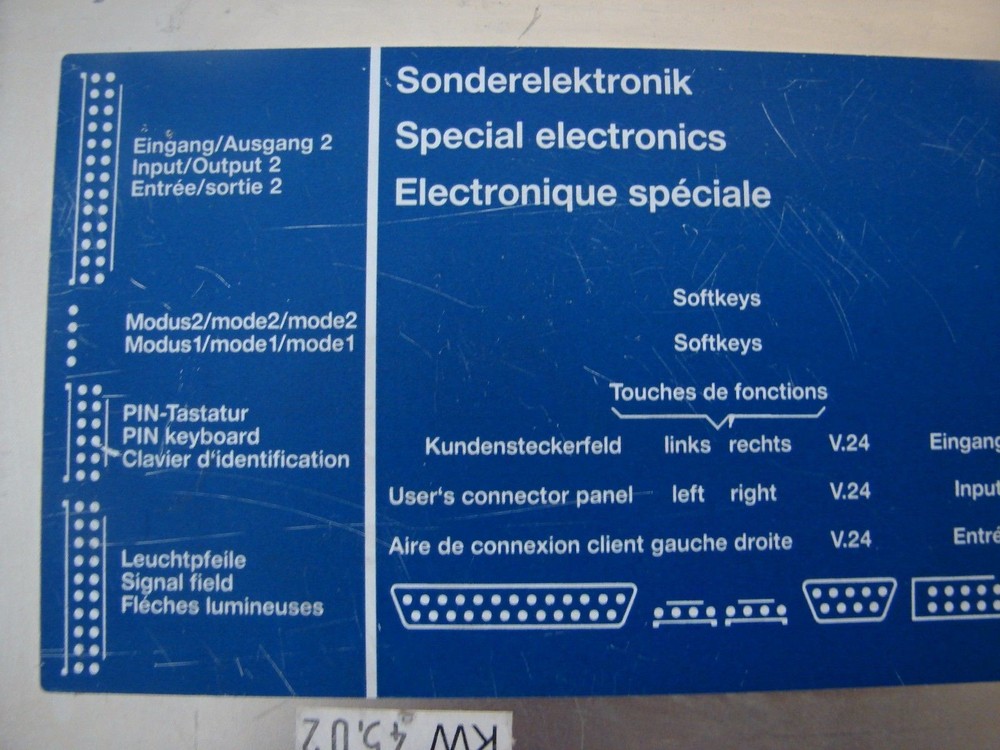 Sonderelektronik
Special electronics
Electronique spéciale
Eingang/Ausgang 2
Input/Output 2
Entrée/sortie 2
Modus2/mode2/mode2
Modus1/mode1/mode1
PIN-Tastatur
PIN keyboard
Clavier d'identification
Leuchtpfeile
Signal field
Fléches lumineuses
Softkeys
Softkeys
Touches de fonctions
Kundensteckerfeld links rechts V.24 Eingang
User's connector panel left right V.24 Input
Aire de connexion client gauche droite V.24 Entré
KW 45.02